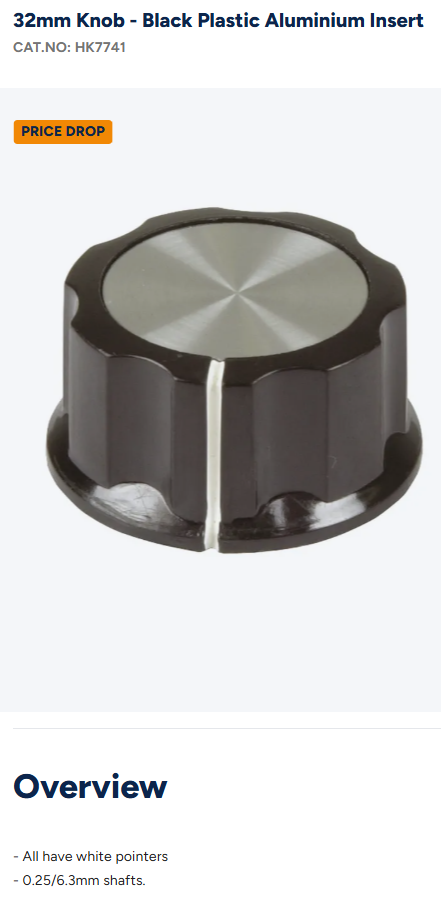 32mm Knob - Black Plastic Aluminium Insert
CAT.NO: HK7741
PRICE DROP
Overview
- All have white pointers
- 0.25/6.3mm shafts.